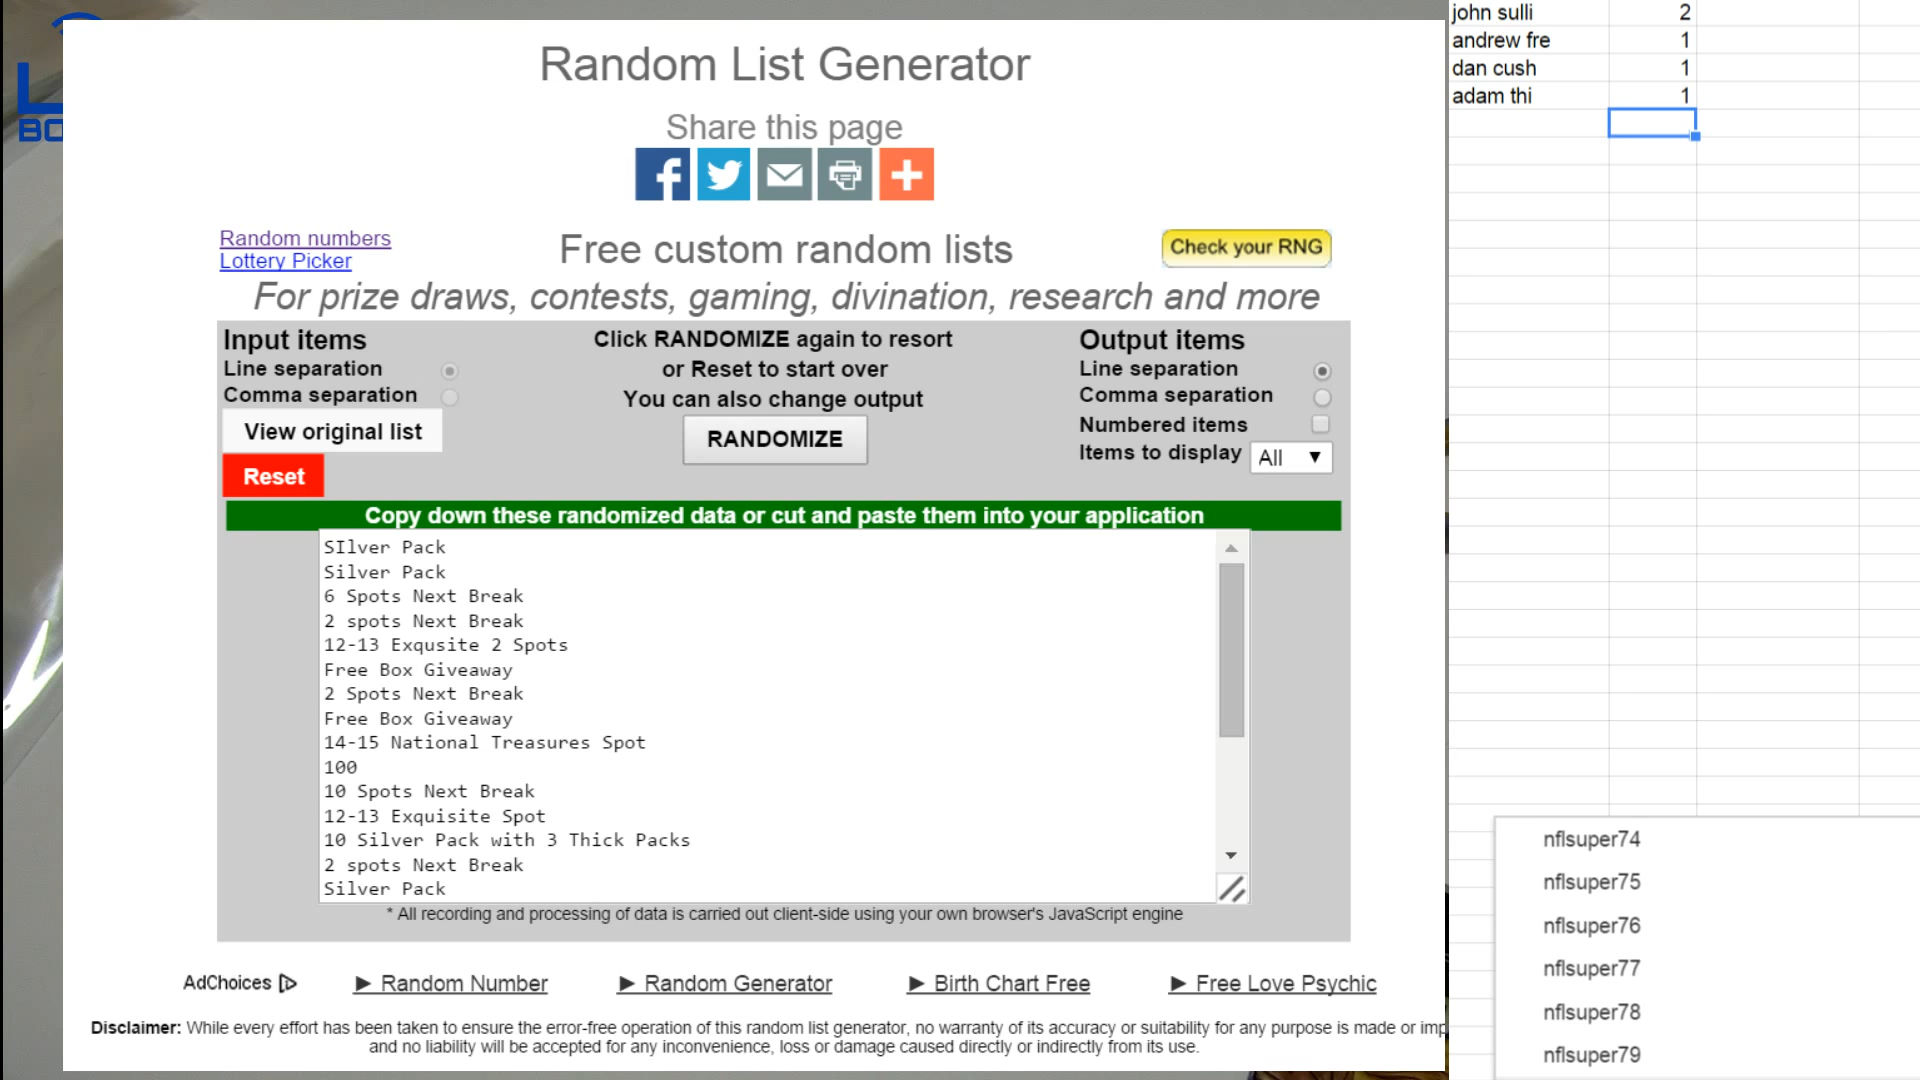 Random List Generator
Share this page
Random numbers
Lottery Picker
Free custom random lists
Check your RNG
For prize draws, contests, gaming, divination, research and more
Input items
Line separation
Comma separation
View original list
Reset
Click RANDOMIZE again to resort
or Reset to start over
You can also change output
RANDOMIZE
Output items
Line separation
Comma separation
Numbered items
Items to display All
Copy down these randomized data or cut and paste them into your application
SIlver Pack
Silver Pack
6 Spots Next Break
2 spots Next Break
12-13 Exqusite 2 Spots
Free Box Giveaway
2 Spots Next Break
Free Box Giveaway
14-15 National Treasures Spot
100
10 Spots Next Break
12-13 Exquisite Spot
10 Silver Pack with 3 Thick Packs
2 spots Next Break
Silver Pack
* All recording and processing of data is carried out client-side using your own browser's JavaScript engine
AdChoices
Random Number
Random Generator
Birth Chart Free
Free Love Psychic
Disclaimer: While every effort has been taken to ensure the error-free operation of this random list generator, no warranty of its accuracy or suitability for any purpose is made or imp
and no liability will be accepted for any inconvenience, loss or damage caused directly or indirectly from its use.
john sulli 2
andrew fre 1
dan cush 1
adam thi 1
nflsuper74
nflsuper75
nflsuper76
nflsuper77
nflsuper78
nflsuper79